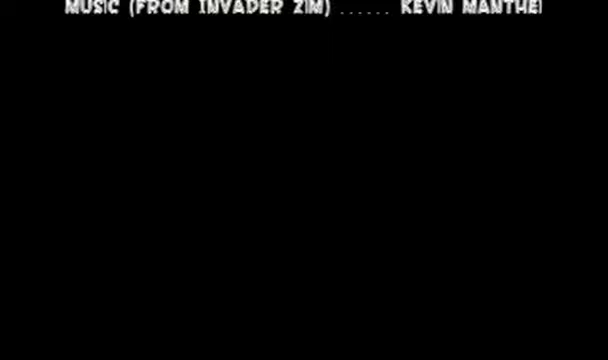 MUSIC (FROM INVADER ZIM) ...... KEVIN MANTHEI